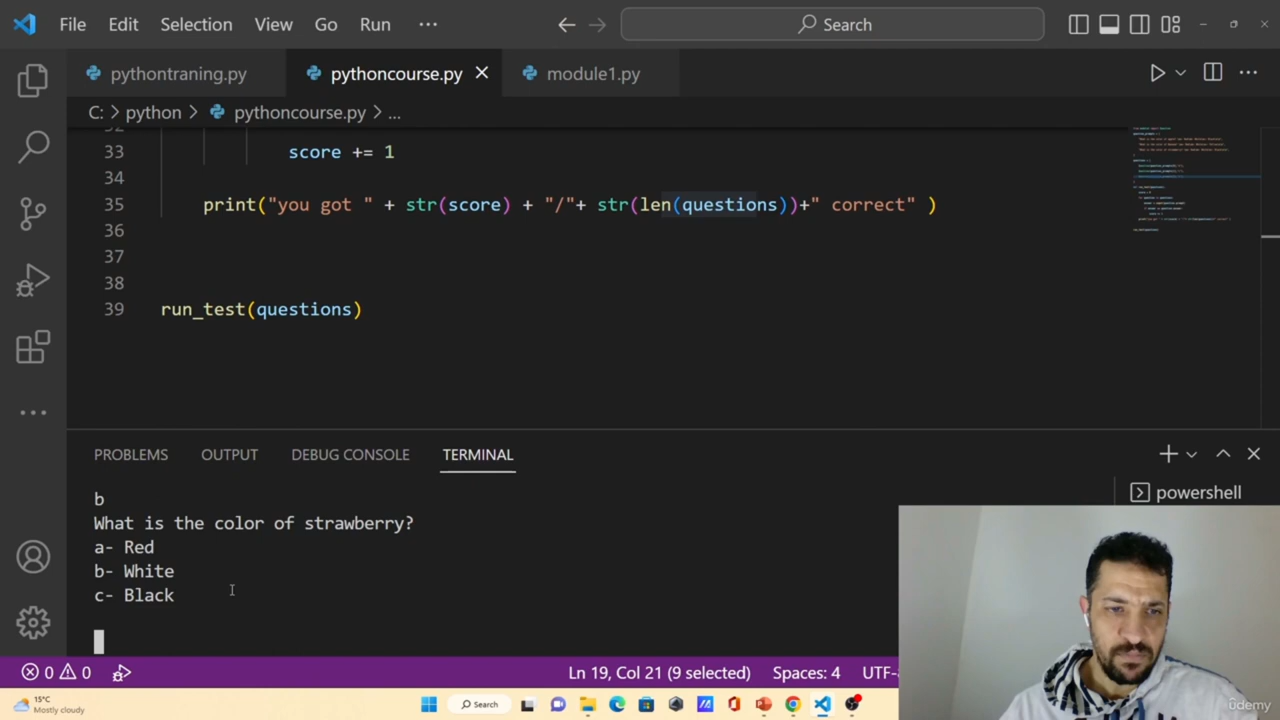 File Edit Selection View Go Run ... Search
pythontraning.py pythoncourse.py module1.py
C: > python > pythoncourse.py > ...
32
33 score += 1
34
35 print("you got " + str(score) + "/"+ str(len(questions))+" correct" )
36
37
38
39 run_test(questions)
PROBLEMS OUTPUT DEBUG CONSOLE TERMINAL
powershell
b
What is the color of strawberry?
a- Red
b- White
c- Black
0 0 Ln 19, Col 21 (9 selected) Spaces: 4 UTF-
15°C
Mostly cloudy
Search
ûdemy